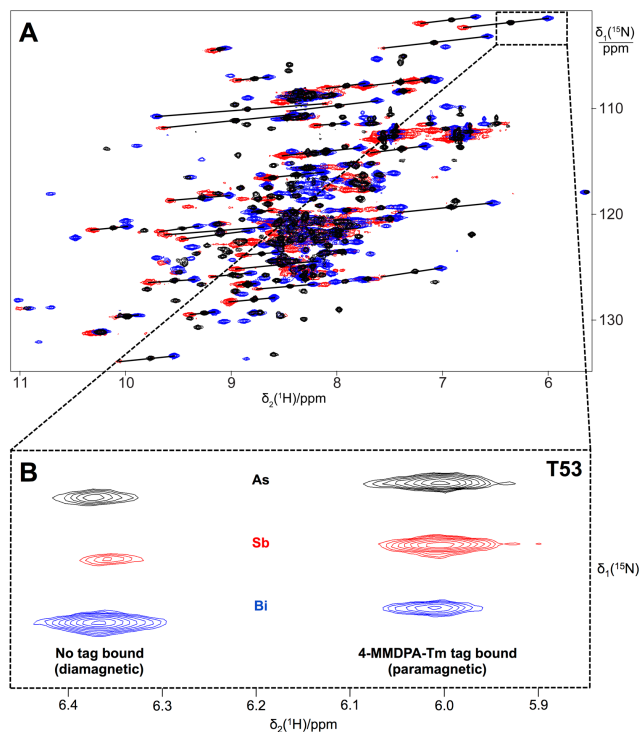 A
δ₁(¹⁵N)
ppm
110
120
130
11 10 9 8 7 6
δ₂(¹H)/ppm
B
T53
As
Sb
Bi
δ₁(¹⁵N)
No tag bound
(diamagnetic)
4-MMDPA-Tm tag bound
(paramagnetic)
6.4 6.3 6.2 6.1 6.0 5.9
δ₂(¹H)/ppm